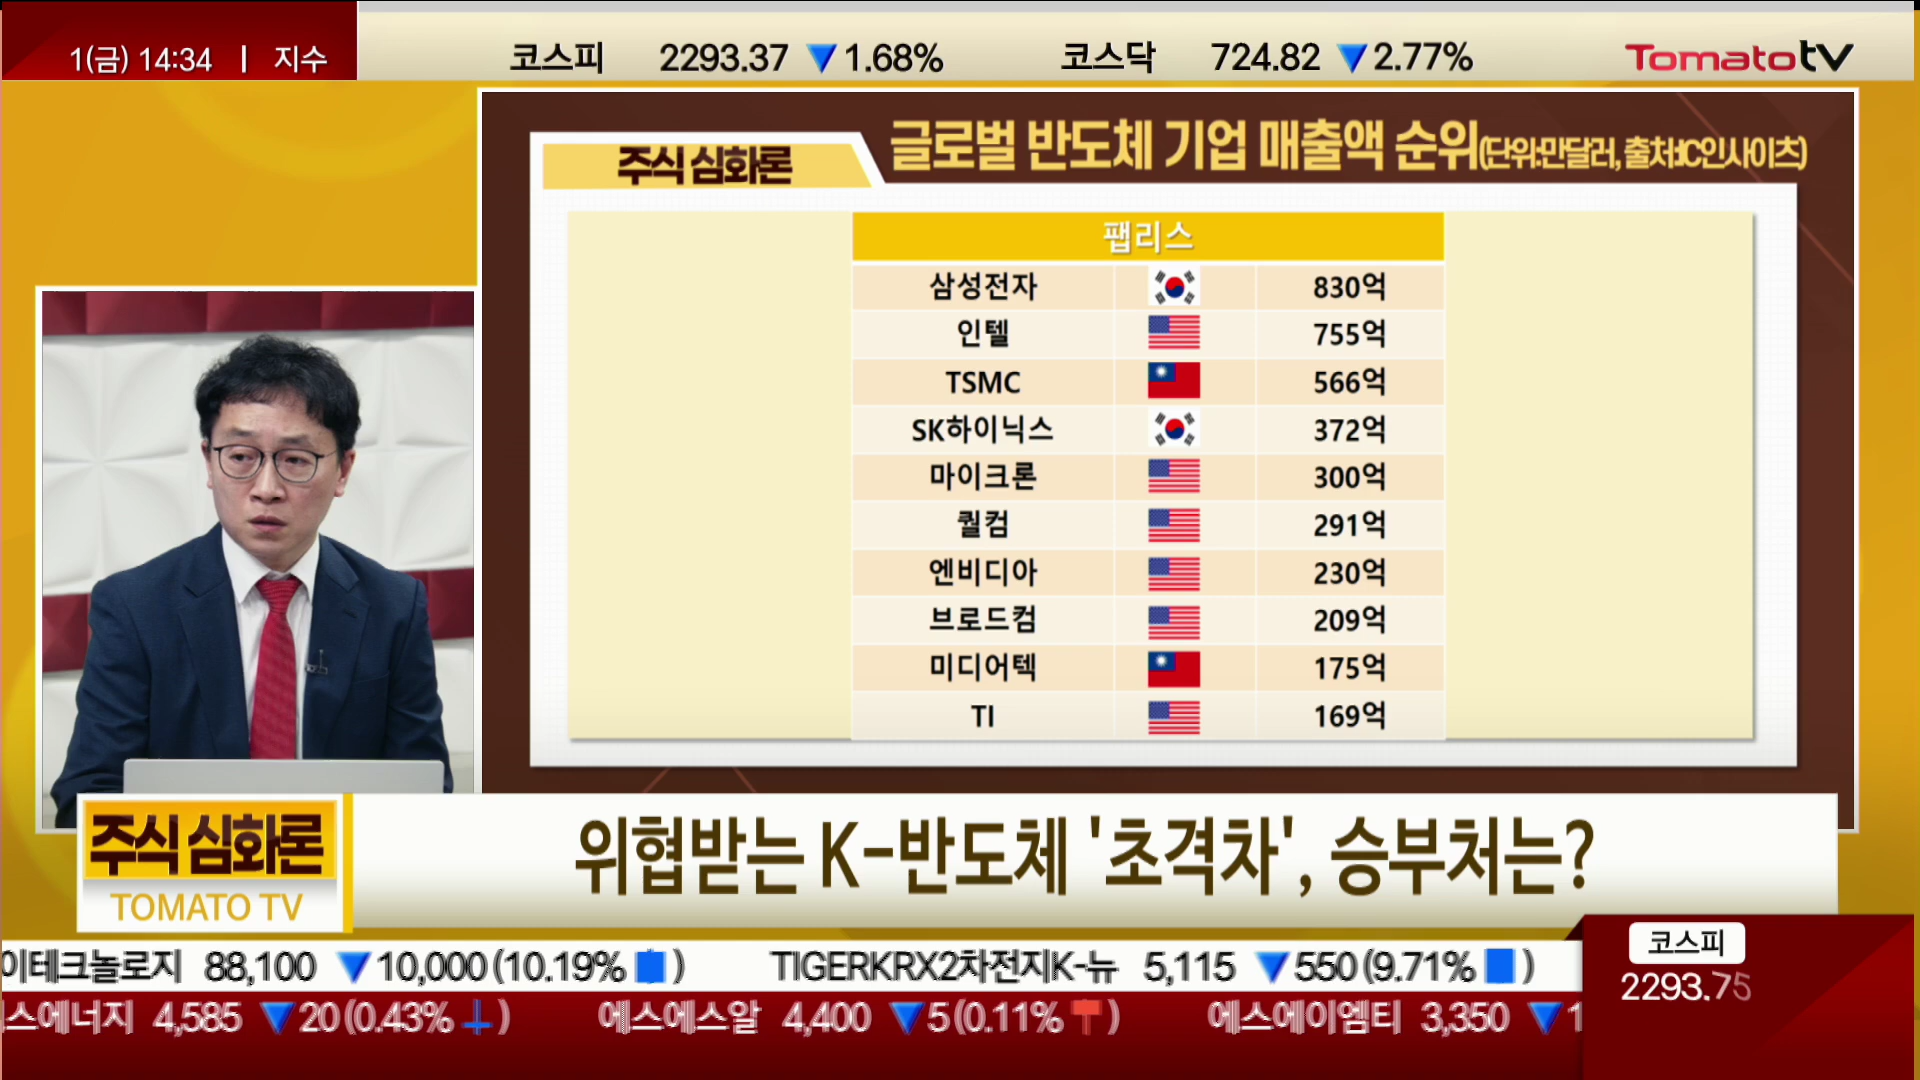 1(금) 14:34 | 지수 코스피 2293.37 ▼1.68% 코스닥 724.82 ▼2.77% Tomato tV
주식 심화론
글로벌 반도체 기업 매출액 순위(단위:만달러, 출처:IC인사이츠)
팹리스
삼성전자 830억
인텔 755억
TSMC 566억
SK하이닉스 372억
마이크론 300억
퀄컴 291억
엔비디아 230억
브로드컴 209억
미디어텍 175억
TI 169억
주식 심화론
TOMATO TV
위협받는 K-반도체 '초격차', 승부처는?
이테크놀로지 88,100 ▼10,000(10.19% ) TIGERKRX2차전지K-뉴 5,115 ▼550(9.71% )
스에너지 4,585 ▼20(0.43% ) 에스에스알 4,400 ▼5(0.11% ) 에스에이엠티 3,350 ▼1
코스피
2293.75